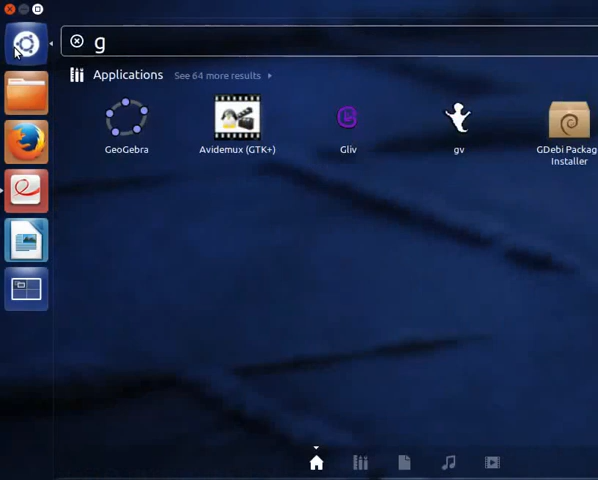 g
Applications See 64 more results
GeoGebra Avidemux (GTK+) Gliv gv GDebi Packag
Installer